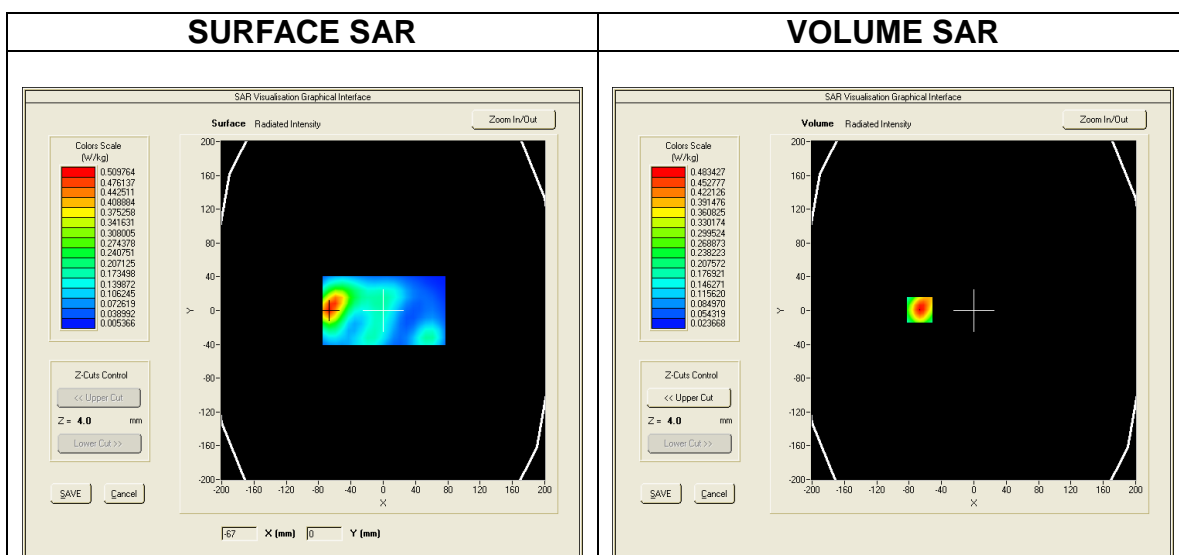 SURFACE SAR
VOLUME SAR
SAR Visualisation Graphical Interface
Surface Radiated Intensity
Zoom In/Out
Colors Scale
(W/kg)
0.509764
0.476137
0.442511
0.408884
0.375258
0.341631
0.308005
0.274378
0.240751
0.207125
0.173498
0.139872
0.106245
0.072619
0.038992
0.005366
Z-Cuts Control
<< Upper Cut
Z = 4.0 mm
Lower Cut >>
SAVE Cancel
200
160
120
80
40
0
-40
-80
-120
-160
-200
Y
-200 -160 -120 -80 -40 0 40 80 120 160 200
X
-67 X (mm) 0 Y (mm)
SAR Visualisation Graphical Interface
Volume Radiated Intensity
Zoom In/Out
Colors Scale
(W/kg)
0.483427
0.452777
0.422126
0.391476
0.360825
0.330174
0.299524
0.268873
0.238223
0.207572
0.176921
0.146271
0.115620
0.084970
0.054319
0.023668
Z-Cuts Control
<< Upper Cut
Z = 4.0 mm
Lower Cut >>
SAVE Cancel
200
160
120
80
40
0
-40
-80
-120
-160
-200
Y
-200 -160 -120 -80 -40 0 40 80 120 160 200
X